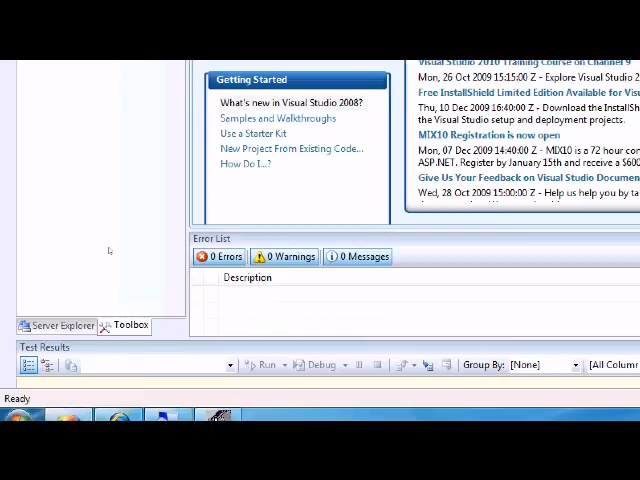 Visual Studio 2010 Training Course on Channel 9
Mon, 26 Oct 2009 15:15:00 Z - Explore Visual Studio 2
Free InstallShield Limited Edition Available for Vis
Thu, 10 Dec 2009 16:40:00 Z - Download the InstallSh
the Visual Studio setup and deployment projects.
MIX10 Registration is now open
Mon, 07 Dec 2009 14:40:00 Z - MIX10 is a 72 hour con
ASP.NET. Register by January 15th and receive a $600
Give Us Your Feedback on Visual Studio Documen
Wed, 28 Oct 2009 15:00:00 Z - Help us help you by ta
Getting Started
What's new in Visual Studio 2008?
Samples and Walkthroughs
Use a Starter Kit
New Project From Existing Code...
How Do I...?
Error List
0 Errors
0 Warnings
0 Messages
Description
Server Explorer
Toolbox
Test Results
Run
Debug
Group By: [None]
[All Column
Ready